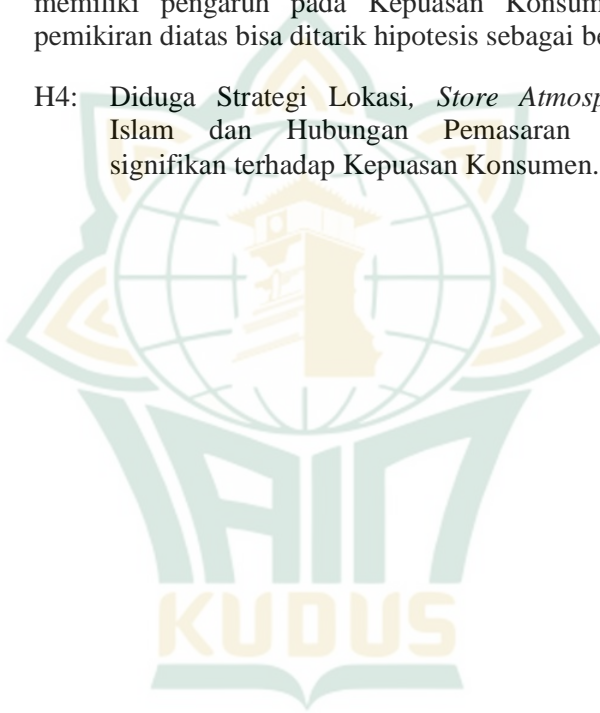 memiliki pengaruh pada Kepuasan Konsum
pemikiran diatas bisa ditarik hipotesis sebagai be
H4: Diduga Strategi Lokasi, Store Atmosp
Islam dan Hubungan Pemasaran
signifikan terhadap Kepuasan Konsumen.
IAIN
KUDUS